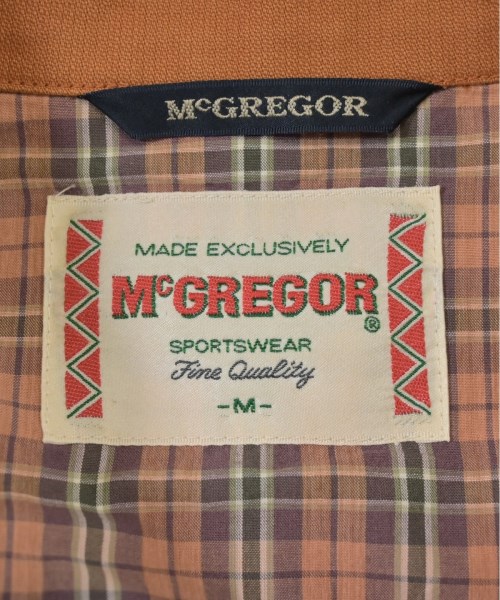 McGREGOR
MADE EXCLUSIVELY
McGREGOR®
SPORTSWEAR
Fine Quality
-M-